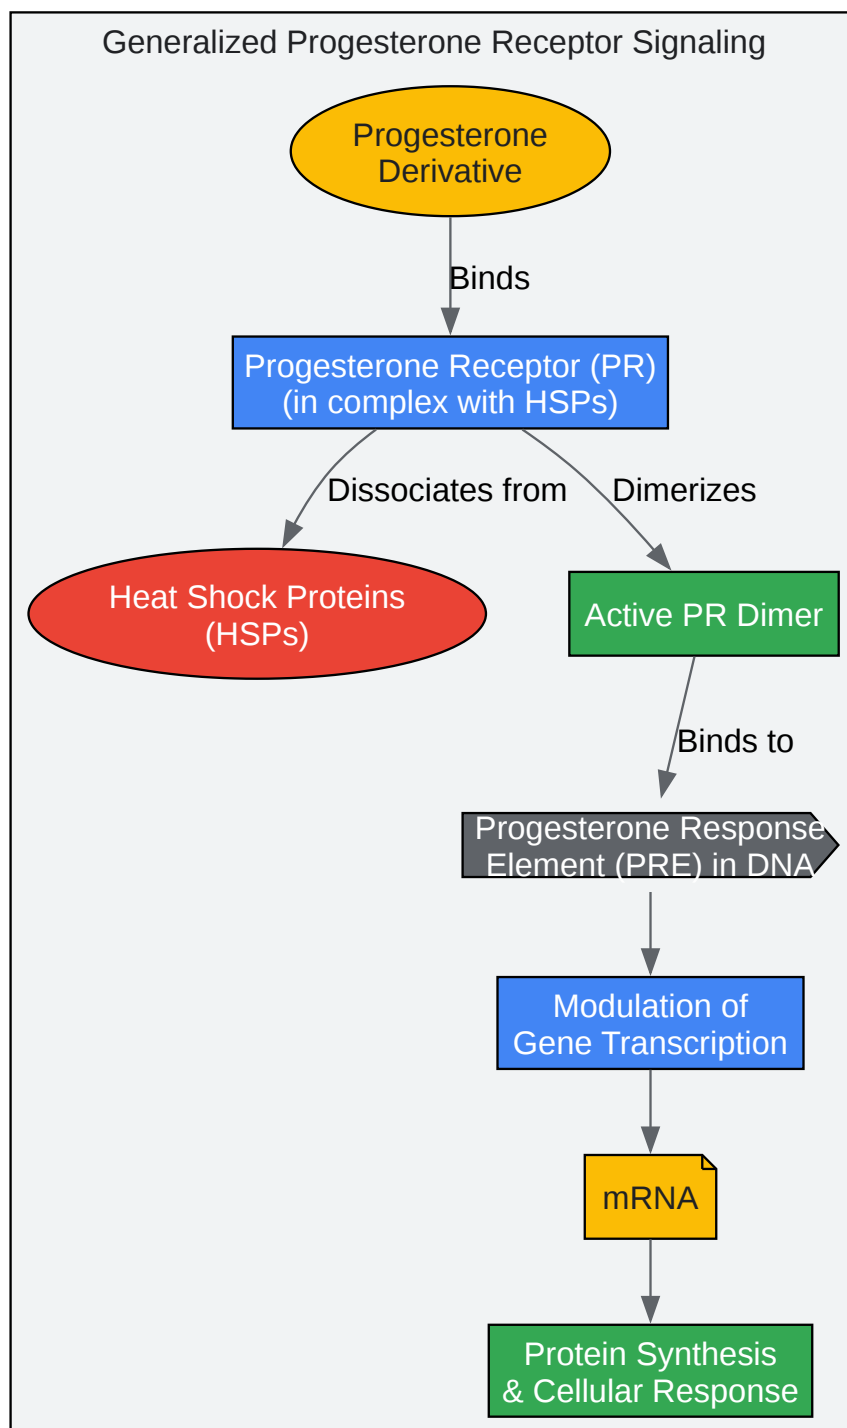 Generalized Progesterone Receptor Signaling
Progesterone
Derivative
Binds
Progesterone Receptor (PR)
(in complex with HSPs)
Dissociates from
Dimerizes
Heat Shock Proteins
(HSPs)
Active PR Dimer
Binds to
Progesterone Response
Element (PRE) in DNA
Modulation of
Gene Transcription
mRNA
Protein Synthesis
& Cellular Response